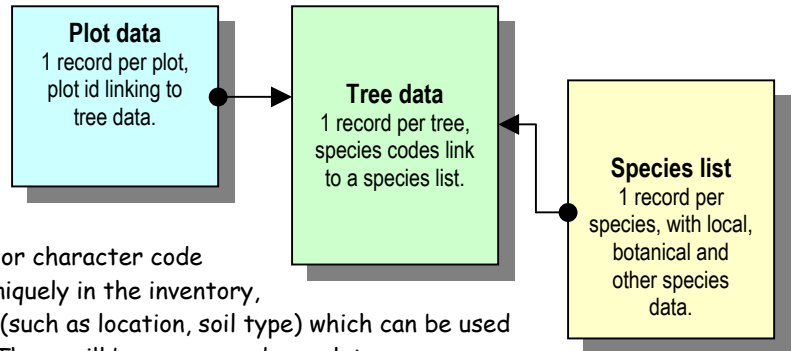 Plot data
1 record per plot,
plot id linking to
tree data.
Tree data
1 record per tree,
species codes link
to a species list.
Species list
1 record per
species, with local,
botanical and
other species
data.
or character code
niquely in the inventory,
(such as location, soil type) which can be used